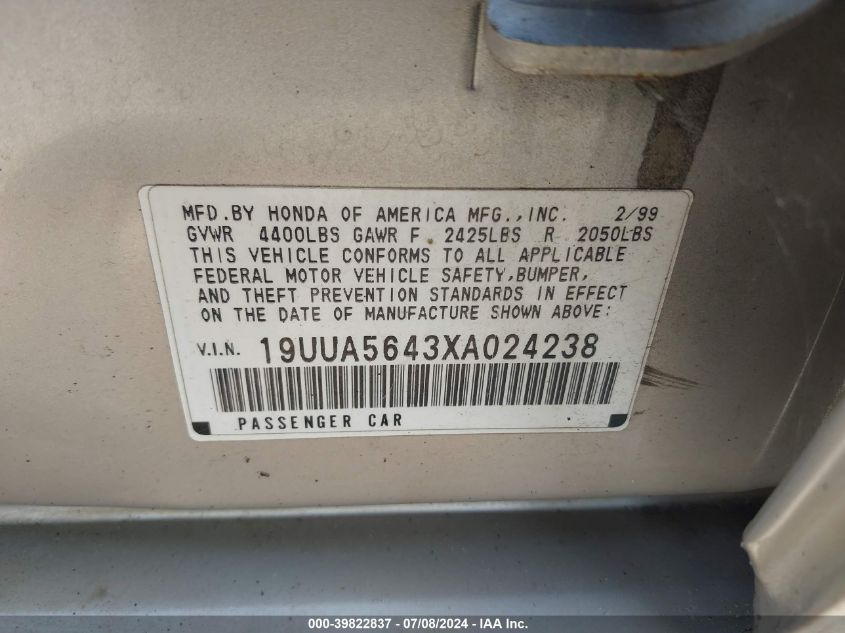 MFD.BY HONDA OF AMERICA MFG.,INC. 2/99
GVWR 4400LBS GAWR F 2425LBS R 2050LBS
THIS VEHICLE CONFORMS TO ALL APPLICABLE
FEDERAL MOTOR VEHICLE SAFETY,BUMPER,
AND THEFT PREVENTION STANDARDS IN EFFECT
ON THE DATE OF MANUFACTURE SHOWN ABOVE:
V.I.N. 19UUA5643XA024238
PASSENGER CAR
000-39822837 - 07/08/2024 - IAA Inc.